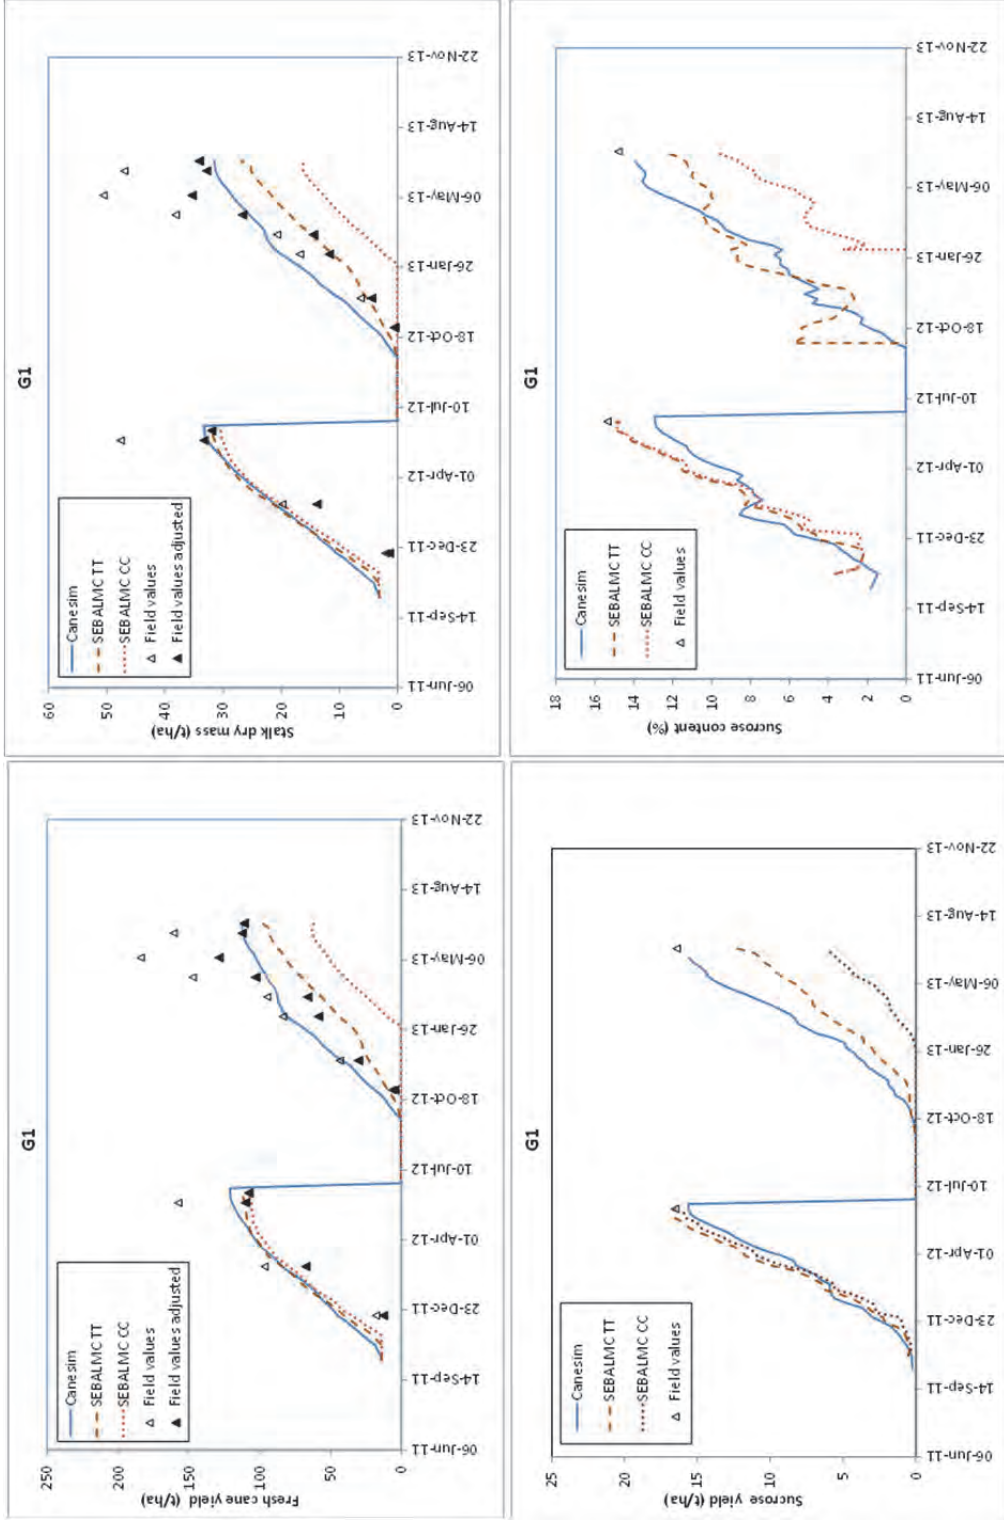 G1
Fresh cane yield (t/ha)
250
200
150
100
50
0
Canesim
SEBALMC TT
SEBALMC CC
Field values
Field values adjusted
06-Jun-11
14-Sep-11
23-Dec-11
01-Apr-12
10-Jul-12
18-Oct-12
26-Jan-13
06-May-13
14-Aug-13
22-Nov-13
G1
Stalk dry mass (t/ha)
60
50
40
30
20
10
0
Canesim
SEBALMC TT
SEBALMC CC
Field values
Field values adjusted
06-Jun-11
14-Sep-11
23-Dec-11
01-Apr-12
10-Jul-12
18-Oct-12
26-Jan-13
06-May-13
14-Aug-13
22-Nov-13
G1
Sucrose yield (t/ha)
25
20
15
10
5
0
Canesim
SEBALMC TT
SEBALMC CC
Field values
06-Jun-11
14-Sep-11
23-Dec-11
01-Apr-12
10-Jul-12
18-Oct-12
26-Jan-13
06-May-13
14-Aug-13
22-Nov-13
G1
Sucrose content (%)
18
16
14
12
10
8
6
4
2
0
Canesim
SEBALMC TT
SEBALMC CC
Field values
06-Jun-11
14-Sep-11
23-Dec-11
01-Apr-12
10-Jul-12
18-Oct-12
26-Jan-13
06-May-13
14-Aug-13
22-Nov-13